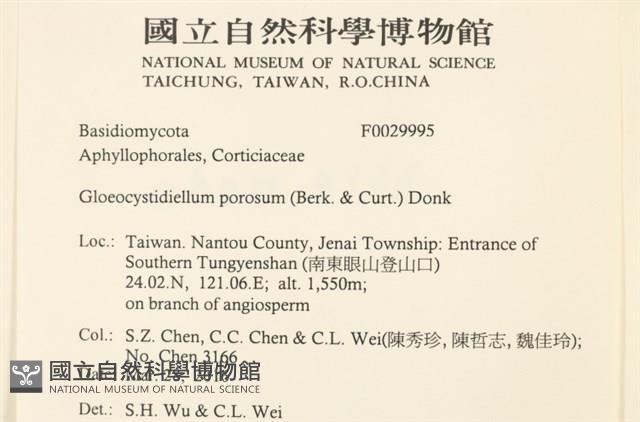 國立自然科學博物館
NATIONAL MUSEUM OF NATURAL SCIENCE
TAICHUNG, TAIWAN, R.O.CHINA
Basidiomycota F0029995
Aphyllophorales, Corticiaceae
Gloeocystidiellum porosum (Berk. & Curt.) Donk
Loc.: Taiwan. Nantou County, Jenai Township: Entrance of
Southern Tungyenshan (南東眼山登山口)
24.02.N, 121.06.E; alt. 1,550m;
on branch of angiosperm
Col.: S.Z. Chen, C.C. Chen & C.L. Wei(陳秀珍, 陳哲志, 魏佳玲);
No. Chen 3166
國立自然科學博物館
NATIONAL MUSEUM OF NATURAL SCIENCE
Det.: S.H. Wu & C.L. Wei